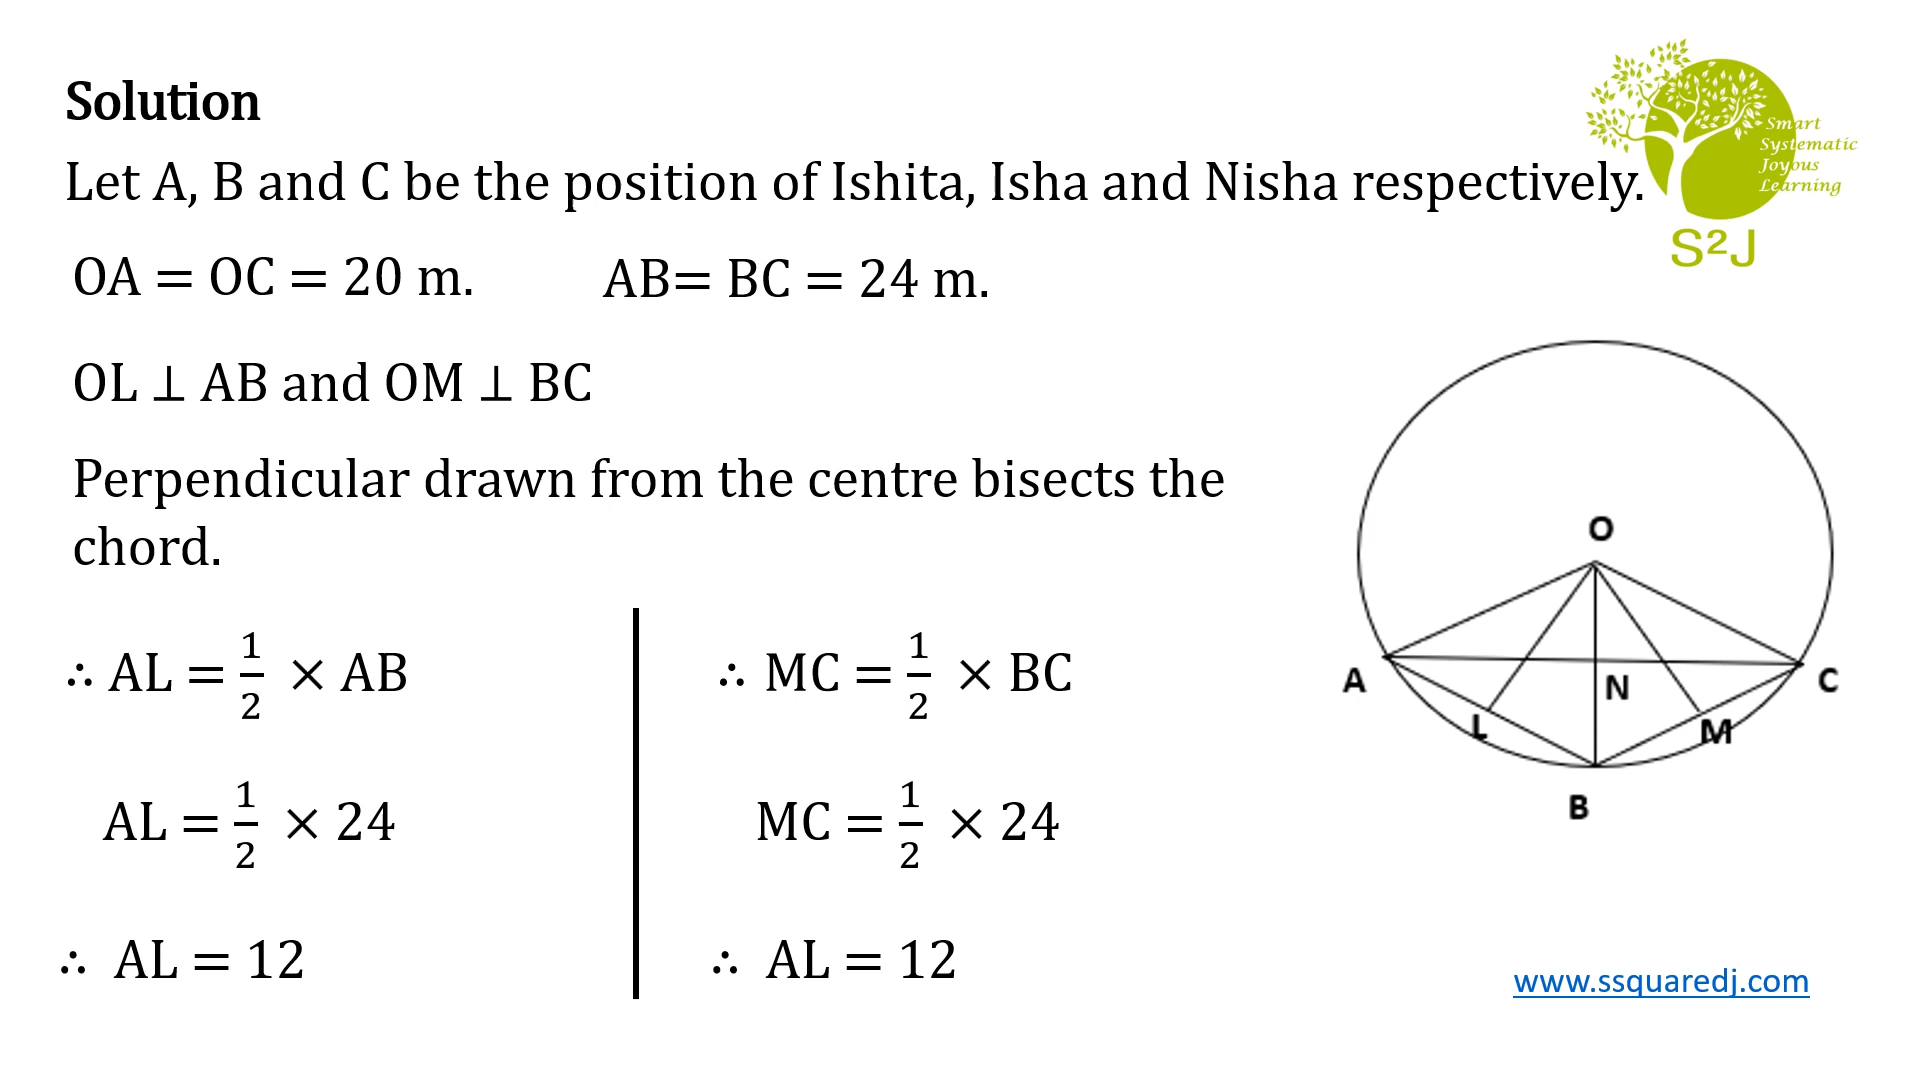 Solution
Smart
Systematic
Joyous
Learning
S²J
Let A, B and C be the position of Ishita, Isha and Nisha respectively.
OA = OC = 20 m. AB= BC = 24 m.
OL ⊥ AB and OM ⊥ BC
Perpendicular drawn from the centre bisects the
chord.
∴ AL = 1/2 × AB
AL = 1/2 × 24
∴ AL = 12
∴ MC = 1/2 × BC
MC = 1/2 × 24
∴ AL = 12
O
A
N
C
L
M
B
www.ssquaredj.com